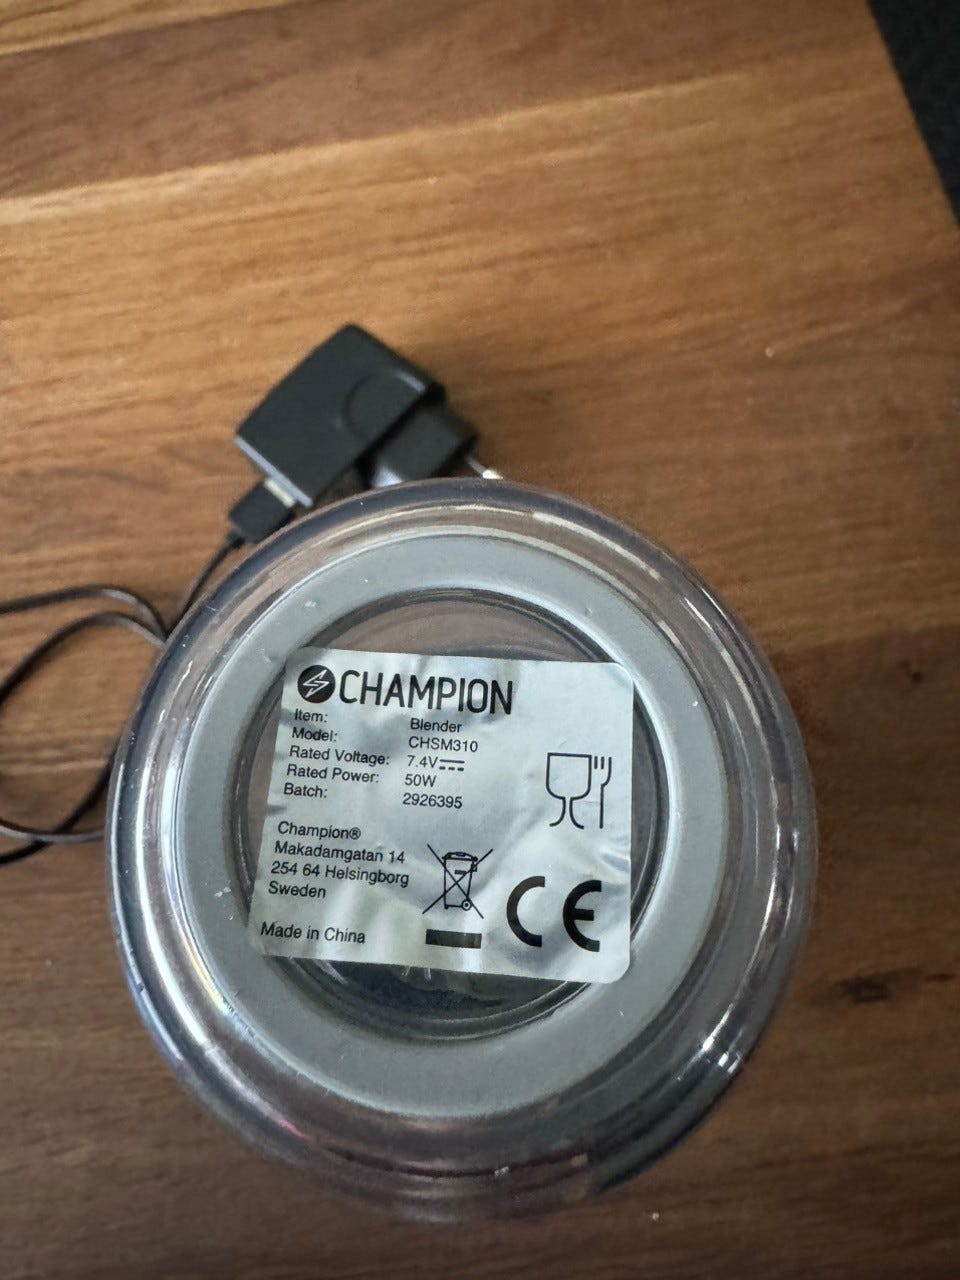 CHAMPION
Item: Blender
Model: CHSM310
Rated Voltage: 7.4V
Rated Power: 50W
Batch: 2926395
Champion®
Makadamgatan 14
254 64 Helsingborg
Sweden
Made in China
CE